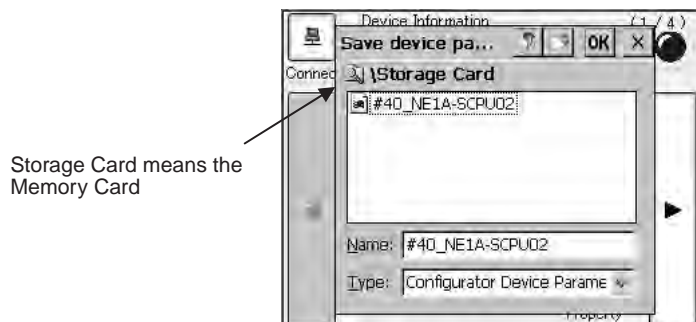 Device Information (1/4)
Save device pa... ? OK ×
Connec
\Storage Card
#40_NE1A-SCPU02
Storage Card means the
Memory Card
Name: #40_NE1A-SCPU02
Type: Configurator Device Parame
Property